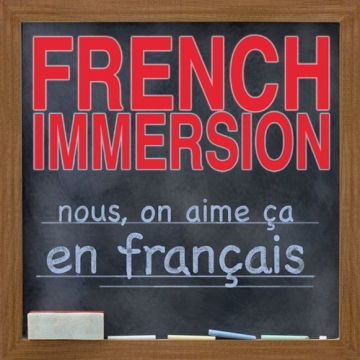 FRENCH
IMMERSION
nous, on aime ça
en français